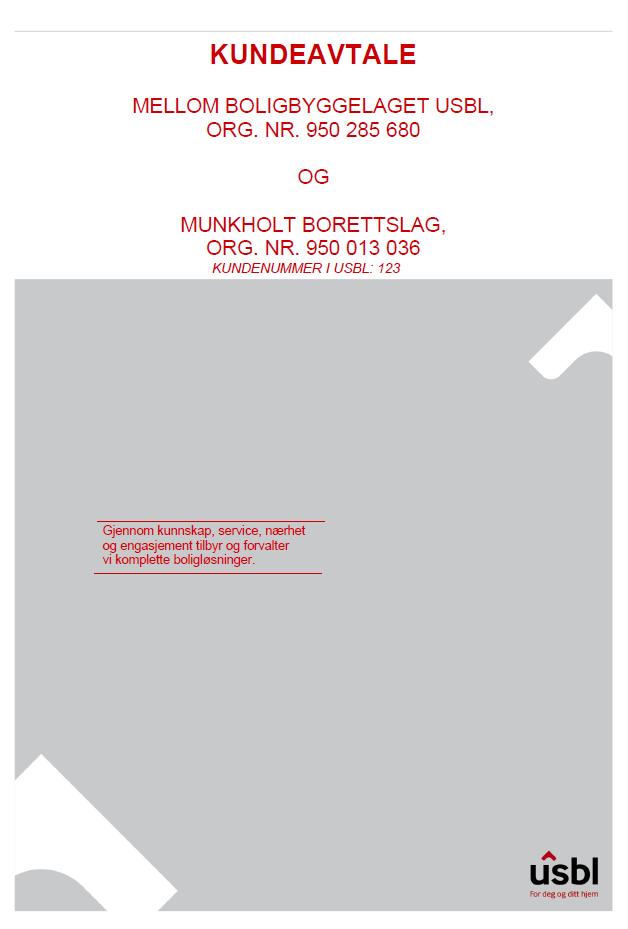 KUNDEAVTALE
MELLOM BOLIGBYGGELAGET USBL,
ORG. NR. 950 285 680
OG
MUNKHOLT BORETTSLAG,
ORG. NR. 950 013 036
KUNDENUMMER I USBL: 123
Gjennom kunnskap, service, nærhet
og engasjement tilbyr og forvalter
vi komplette boligløsninger.
usbl
For deg og ditt hjem